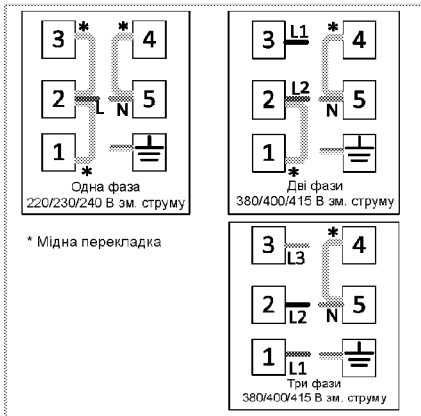 3 * * 4
2 L N 5
1 *
Одна фаза
220/230/240 В зм. струму
* Мідна перекладка
3 L1 * 4
2 L2 N 5
1 *
Дві фази
380/400/415 В зм. струму
3 L3 * 4
2 L2 N 5
1 L1
Три фази
380/400/415 В зм. струму